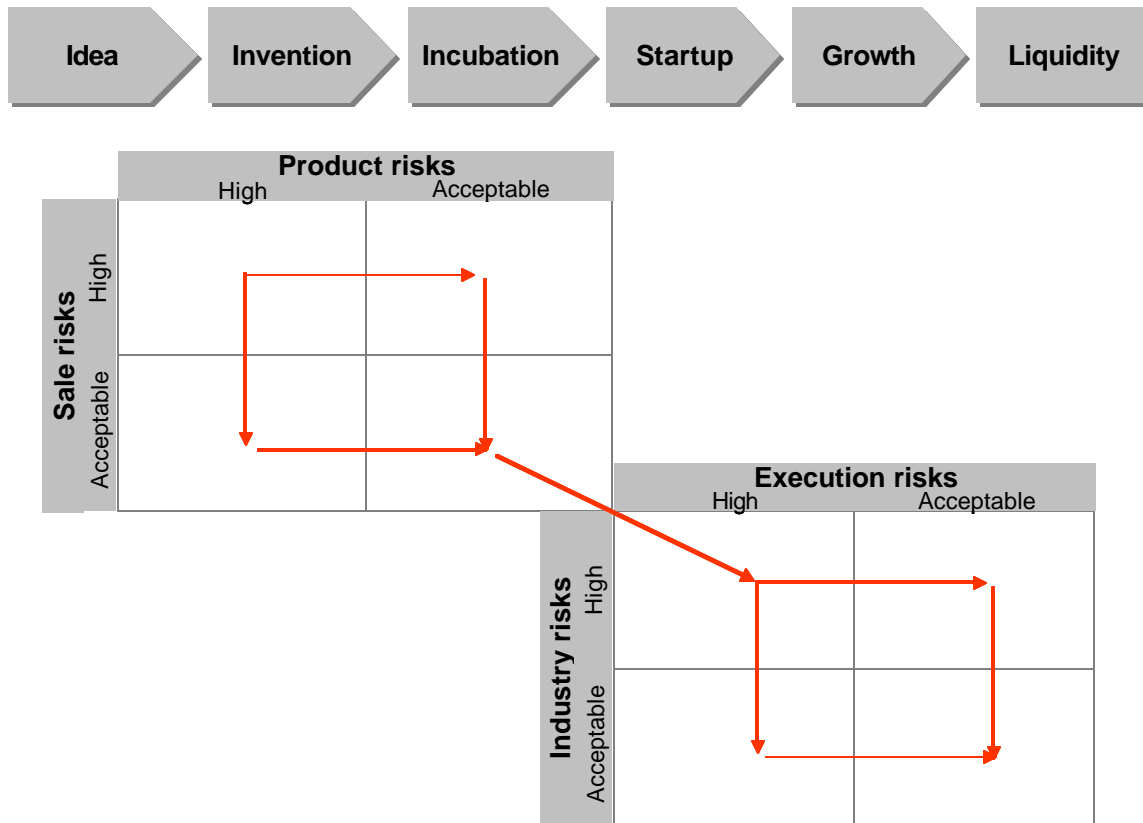 Idea
Invention
Incubation
Startup
Growth
Liquidity
Product risks
High
Acceptable
Sale risks
High
Acceptable
Execution risks
High
Acceptable
Industry risks
High
Acceptable